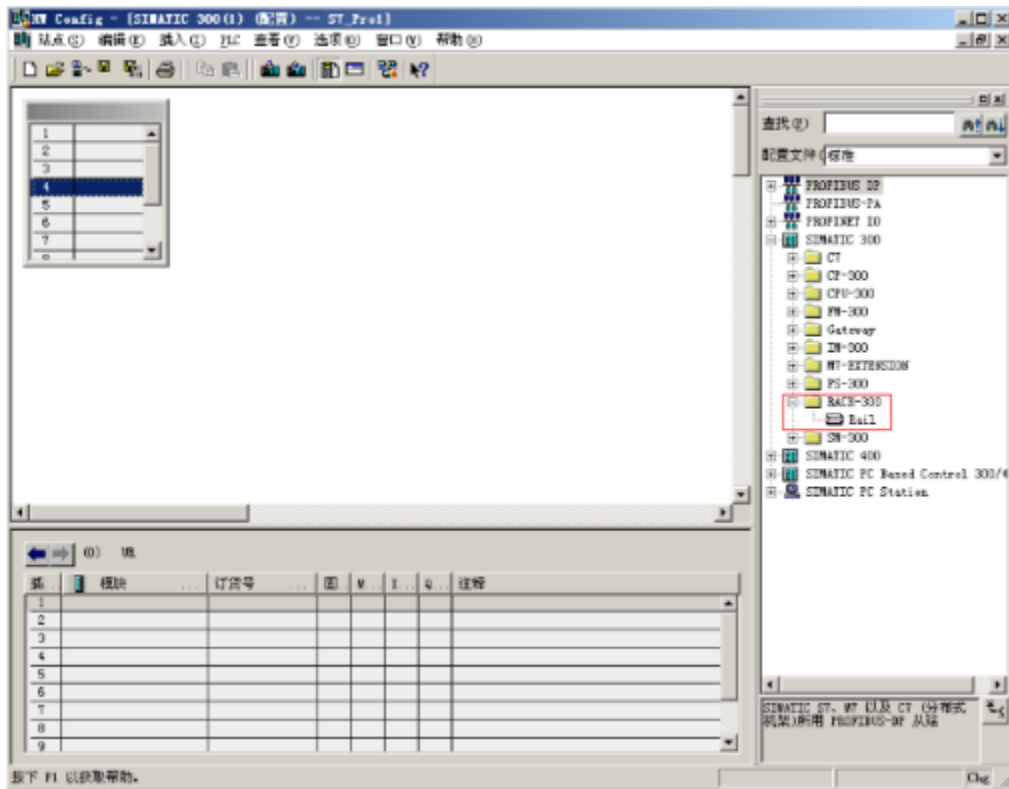 HW Config - [SIMATIC 300(1) (配置) -- S7_Pro1]
站点(S) 编辑(E) 插入(I) PLC 查看(V) 选项(O) 窗口(W) 帮助(H)
1
2
3
4
5
6
7
查找(F)
配置文件(
标准
PROFIBUS DP
PROFIBUS-PA
PROFINET IO
SIMATIC 300
C7
CP-300
CPU-300
FM-300
Gateway
IM-300
M7-EXTENSION
PS-300
RACK-300
Rail
SM-300
SIMATIC 400
SIMATIC PC Based Control 300/4
SIMATIC PC Station
(0) UR
插... 模块 ... 订货号 ... 固... M... I... Q... 注释
1
2
3
4
5
6
7
8
9
SIMATIC S7、M7 以及 C7 (分布式
机架)所用 PROFIBUS-DP 从站
按下 F1 以获取帮助。
Chg